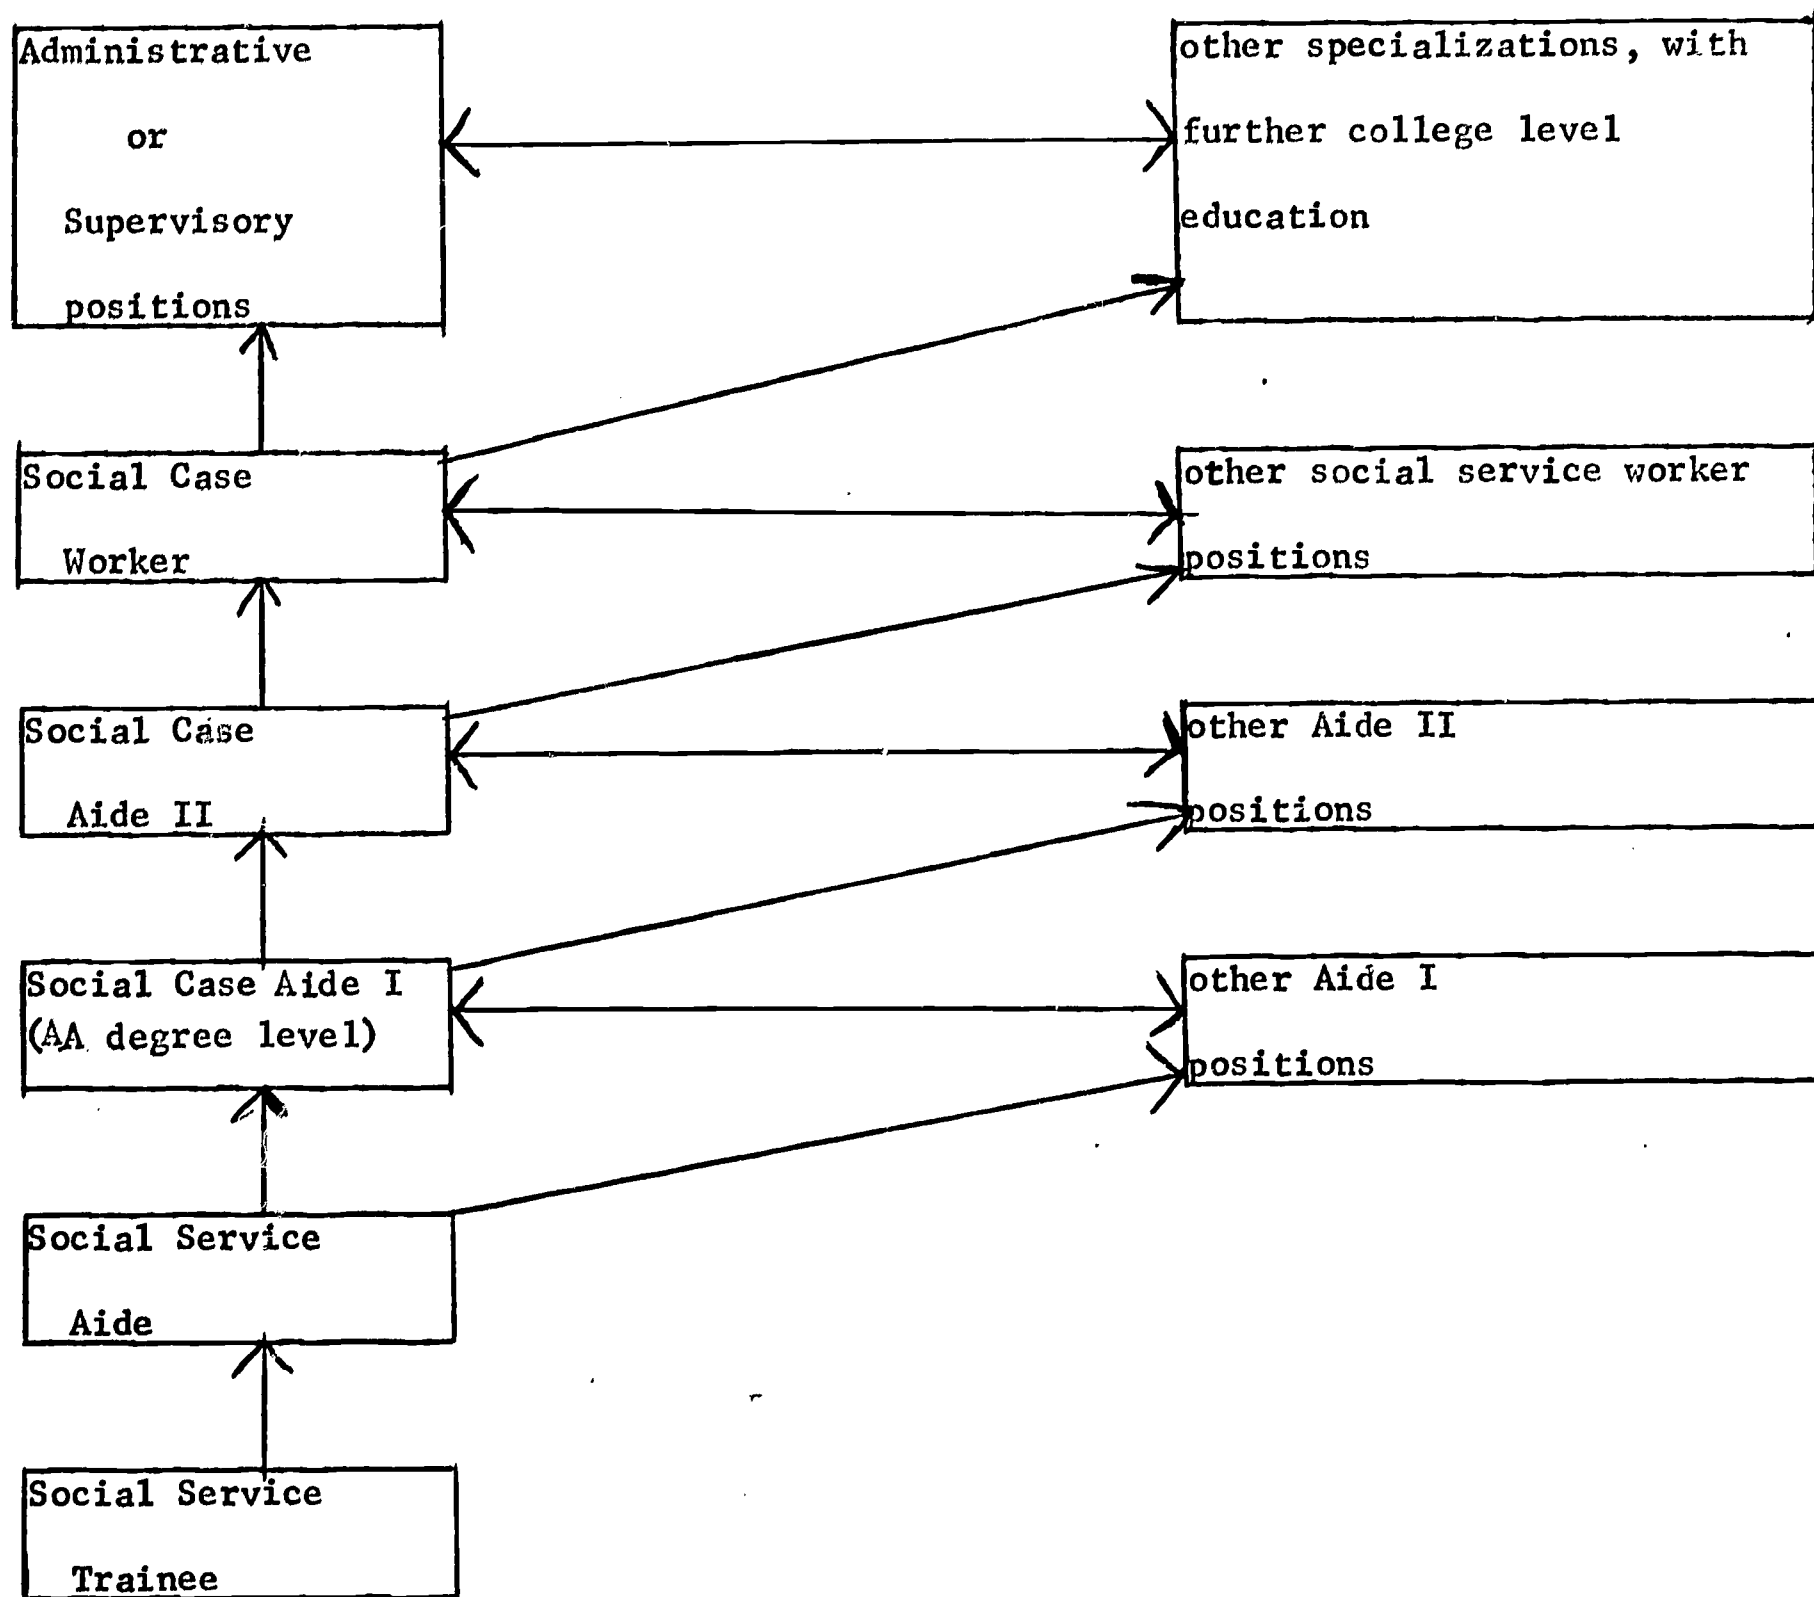 Administrative
or
Supervisory
positions
other specializations, with
further college level
education
Social Case
Worker
other social service worker
positions
Social Case
Aide II
other Aide II
positions
Social Case Aide I
(AA degree level)
other Aide I
positions
Social Service
Aide
Social Service
Trainee